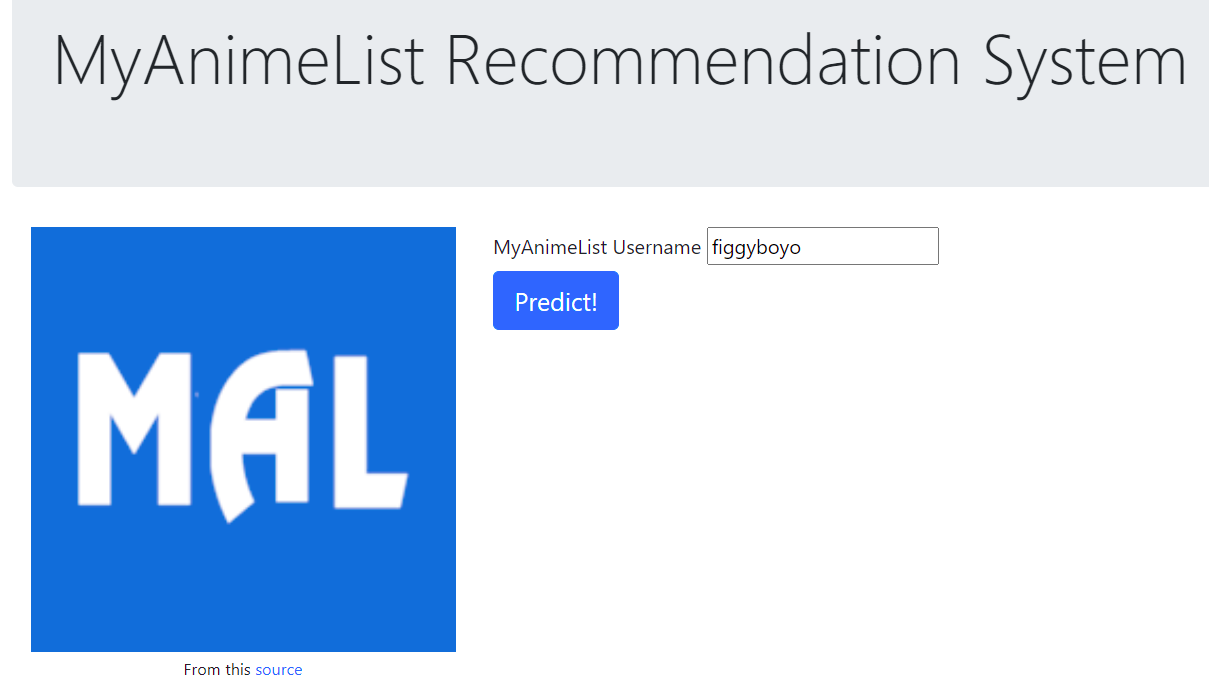 MyAnimeList Recommendation System
MyAnimeList Username figgyboyo
Predict!
MAL
From this source